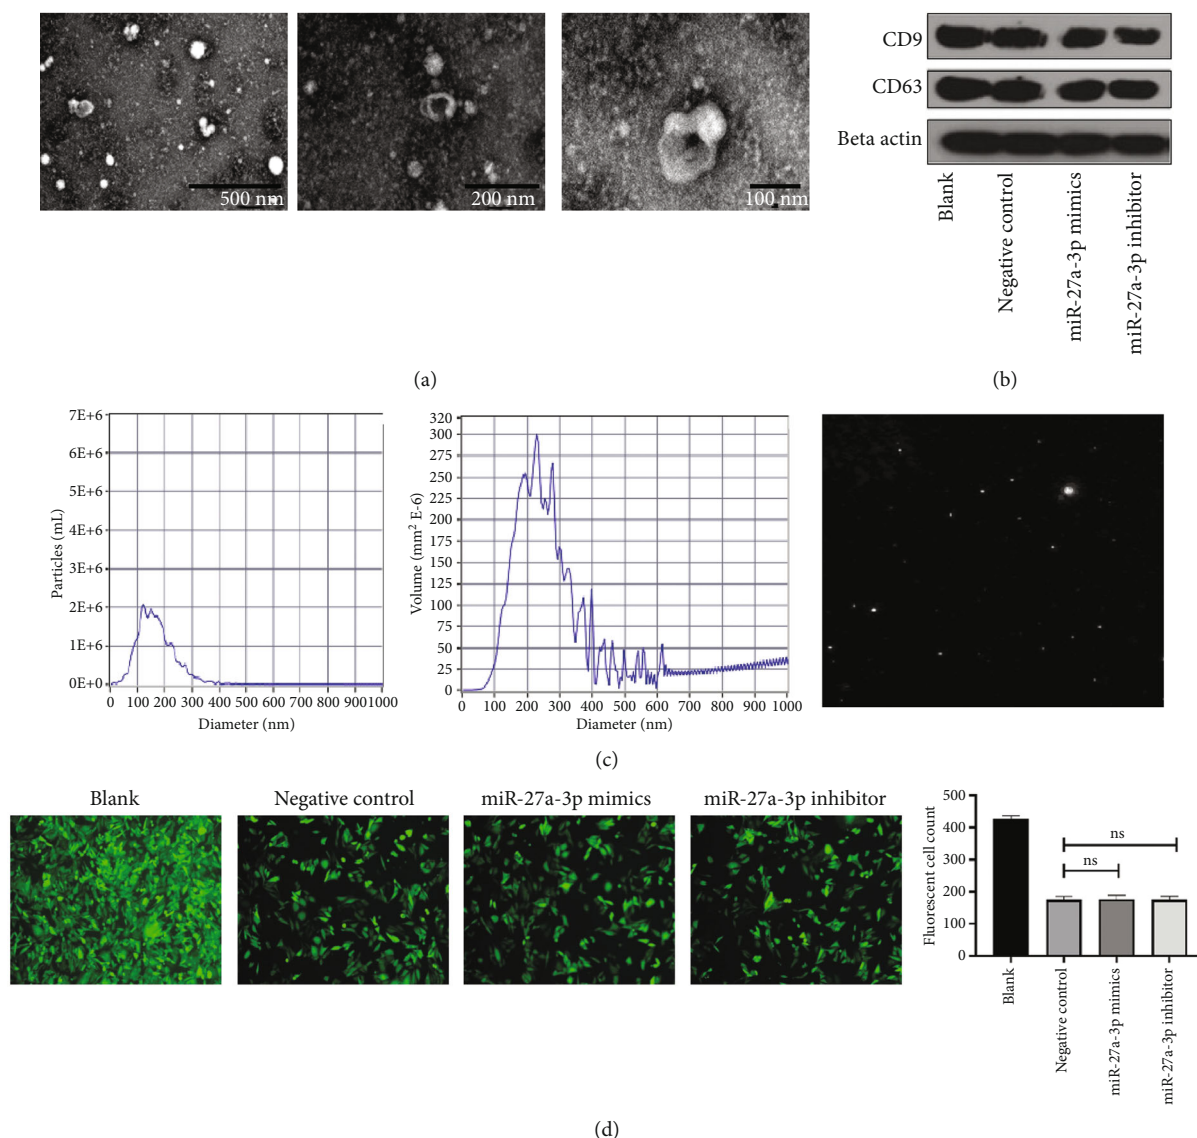 500 nm
200 nm
100 nm
CD9
CD63
Beta actin
Blank
Negative control
miR-27a-3p mimics
miR-27a-3p inhibitor
(a)
(b)
7E+6
6E+6
5E+6
4E+6
3E+6
2E+6
1E+6
0E+0
Particles (mL)
0 100 200 300 400 500 600 700 800 900 1000
Diameter (nm)
320
300
275
250
225
200
175
150
125
100
75
50
25
0
Volume (mm² E-6)
0 100 200 300 400 500 600 700 800 900 1000
Diameter (nm)
(c)
Blank
Negative control
miR-27a-3p mimics
miR-27a-3p inhibitor
500
400
300
200
100
0
Fluorescent cell count
ns
ns
Blank
Negative control
miR-27a-3p mimics
miR-27a-3p inhibitor
(d)